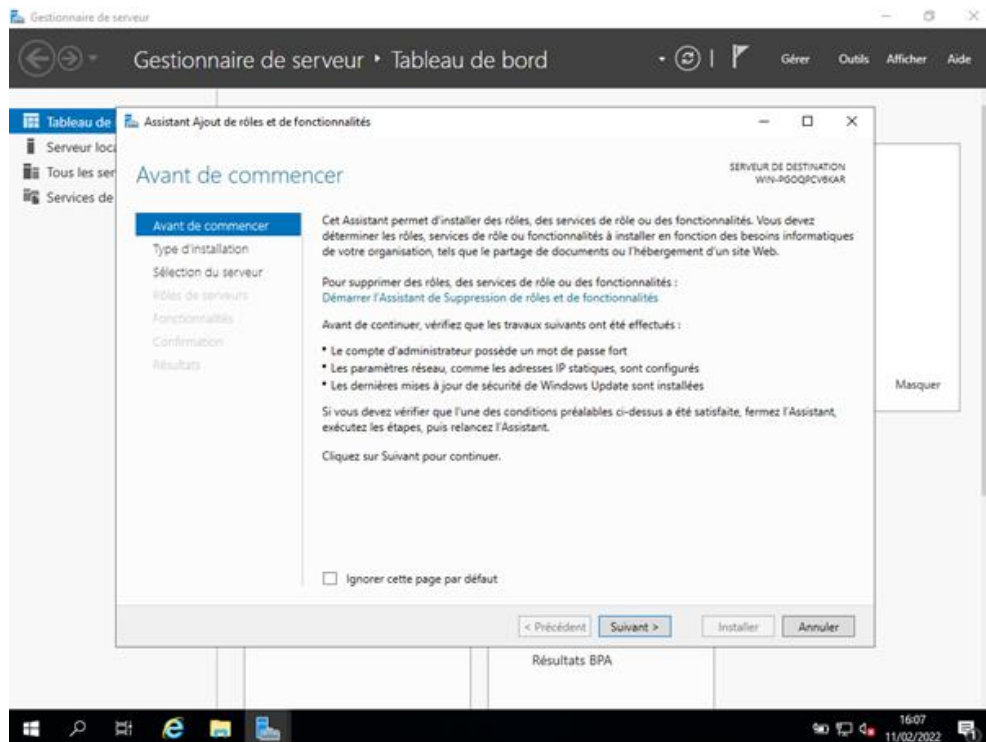 Gestionnaire de serveur
Gestionnaire de serveur • Tableau de bord
Gérer Outils Afficher Aide
Tableau de
Serveur loca
Tous les ser
Services de
Assistant Ajout de rôles et de fonctionnalités
Avant de commencer
SERVEUR DE DESTINATION
WIN-PGOQPCV6KAR
Avant de commencer
Type d'installation
Sélection du serveur
Rôles de serveurs
Fonctionnalités
Confirmation
Résultats
Cet Assistant permet d'installer des rôles, des services de rôle ou des fonctionnalités. Vous devez
déterminer les rôles, services de rôle ou fonctionnalités à installer en fonction des besoins informatiques
de votre organisation, tels que le partage de documents ou l'hébergement d'un site Web.
Pour supprimer des rôles, des services de rôle ou des fonctionnalités :
Démarrer l'Assistant de Suppression de rôles et de fonctionnalités
Avant de continuer, vérifiez que les travaux suivants ont été effectués :
• Le compte d'administrateur possède un mot de passe fort
• Les paramètres réseau, comme les adresses IP statiques, sont configurés
• Les dernières mises à jour de sécurité de Windows Update sont installées
Si vous devez vérifier que l'une des conditions préalables ci-dessus a été satisfaite, fermez l'Assistant,
exécutez les étapes, puis relancez l'Assistant.
Cliquez sur Suivant pour continuer.
Ignorer cette page par défaut
< Précédent Suivant > Installer Annuler
Masquer
Résultats BPA
16:07
11/02/2022